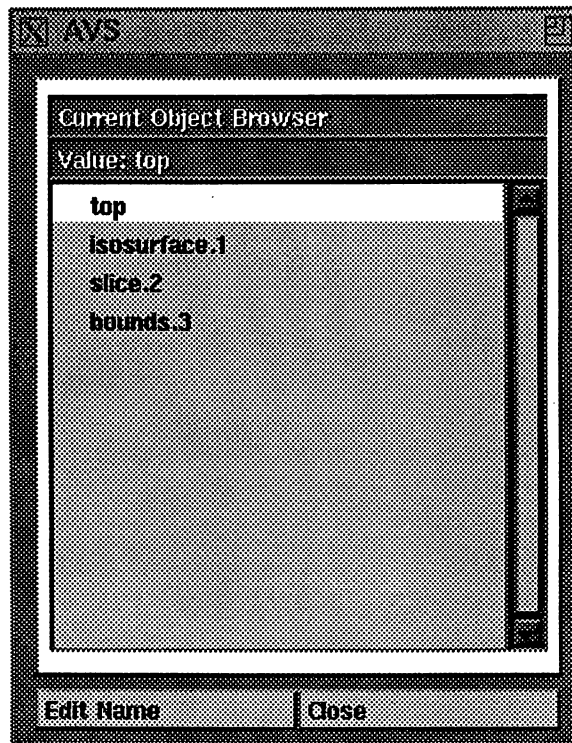 AVS
Current Object Browser
Value: top
top
isosurface.1
slice.2
bounds.3
Edit Name
Close